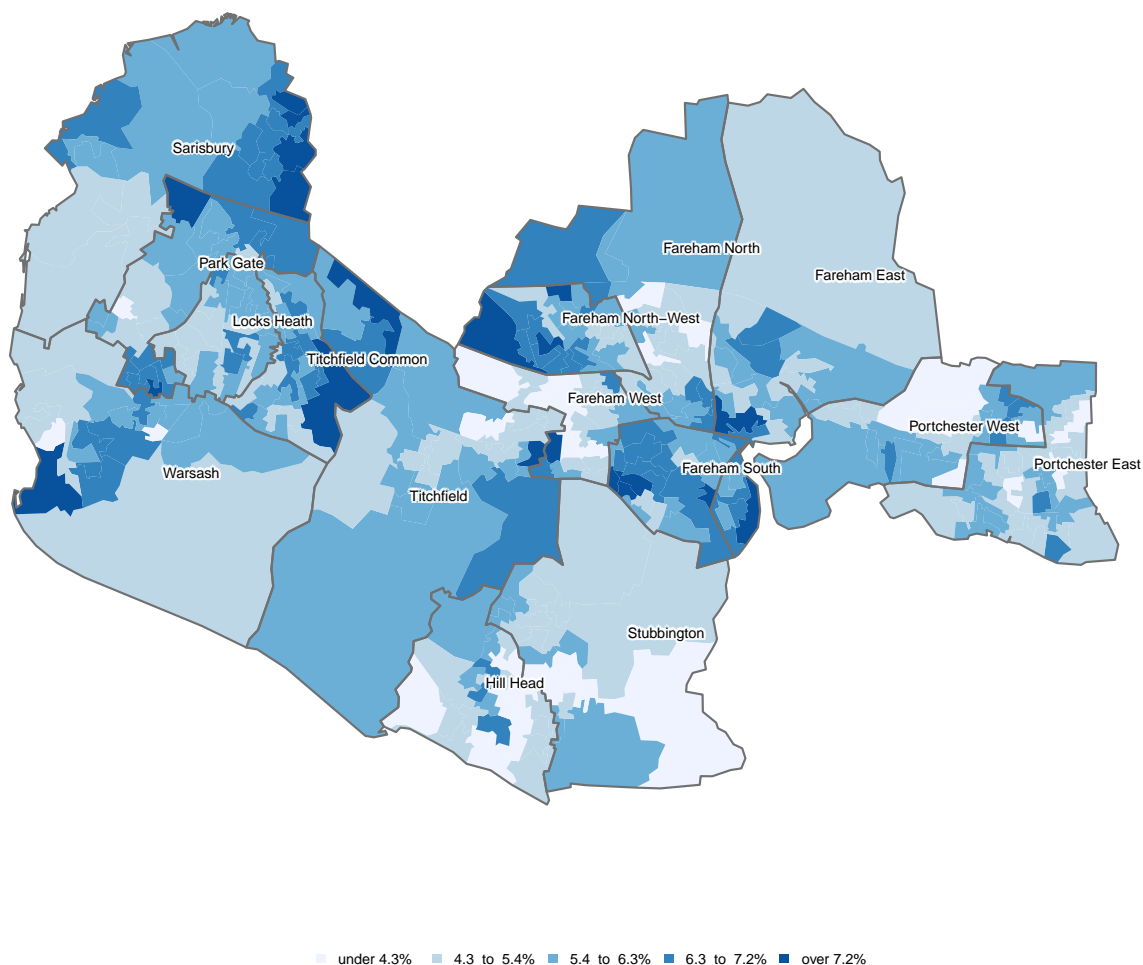 Sarisbury
Fareham North
Park Gate
Fareham East
Fareham North−West
Locks Heath
Titchfield Common
Fareham West
Portchester West
Portchester East
Fareham South
Warsash
Titchfield
Stubbington
Hill Head
under 4.3% 4.3 to 5.4% 5.4 to 6.3% 6.3 to 7.2% over 7.2%